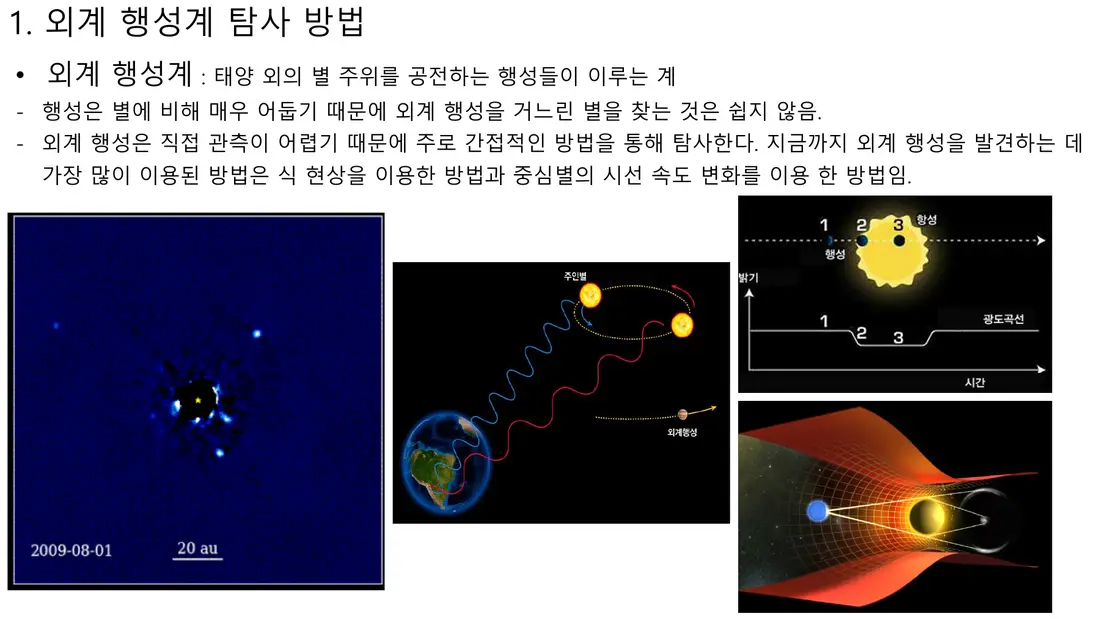 1. 외계 행성계 탐사 방법
• 외계 행성계 : 태양 외의 별 주위를 공전하는 행성들이 이루는 계
- 행성은 별에 비해 매우 어둡기 때문에 외계 행성을 거느린 별을 찾는 것은 쉽지 않음.
- 외계 행성은 직접 관측이 어렵기 때문에 주로 간접적인 방법을 통해 탐사한다. 지금까지 외계 행성을 발견하는 데
가장 많이 이용된 방법은 식 현상을 이용한 방법과 중심별의 시선 속도 변화를 이용 한 방법임.
2009-08-01
20 au
주인별
외계행성
1 2 3 항성
행성
밝기
1 2 3
광도곡선
시간